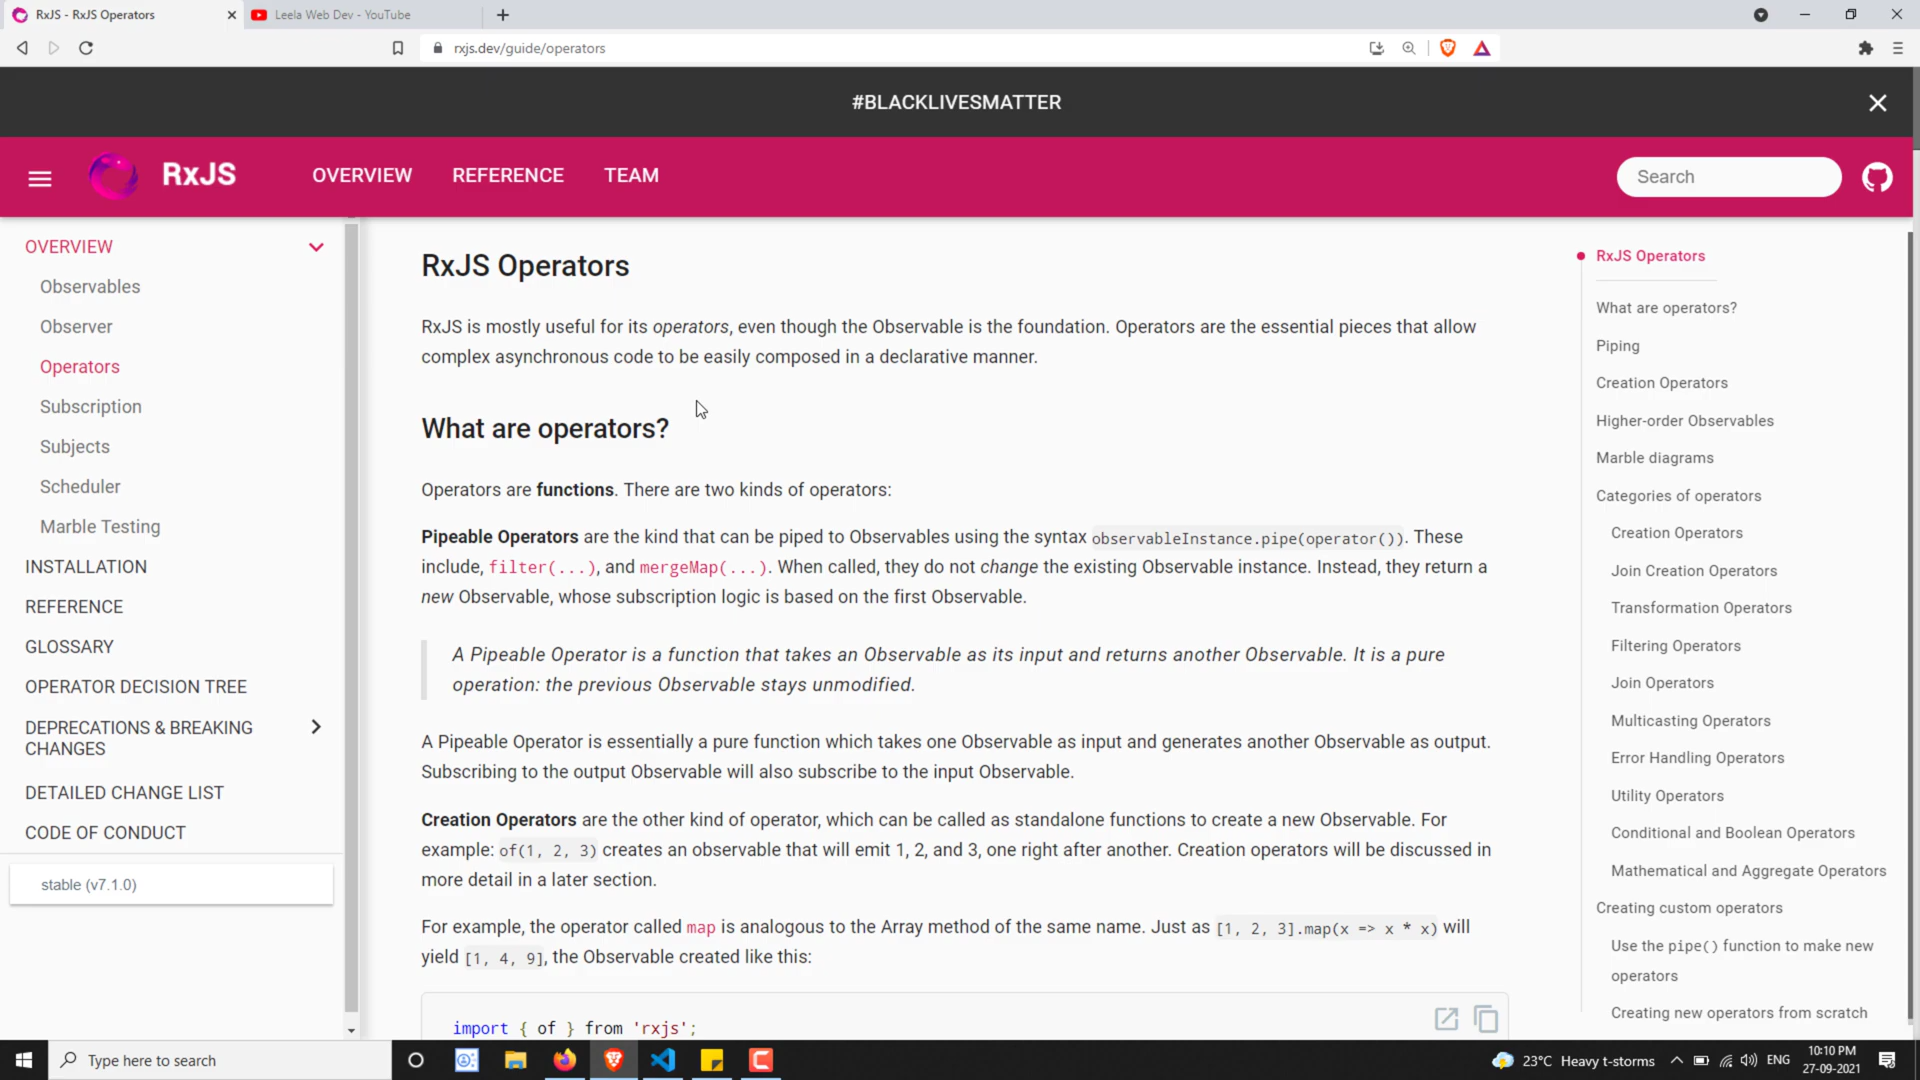 RxJS - RxJS Operators
Leela Web Dev - YouTube
rxjs.dev/guide/operators
#BLACKLIVESMATTER
RxJS
OVERVIEW
REFERENCE
TEAM
Search
OVERVIEW
Observables
Observer
Operators
Subscription
Subjects
Scheduler
Marble Testing
INSTALLATION
REFERENCE
GLOSSARY
OPERATOR DECISION TREE
DEPRECATIONS & BREAKING
CHANGES
DETAILED CHANGE LIST
CODE OF CONDUCT
stable (v7.1.0)
RxJS Operators
RxJS is mostly useful for its operators, even though the Observable is the foundation. Operators are the essential pieces that allow
complex asynchronous code to be easily composed in a declarative manner.
What are operators?
Operators are functions. There are two kinds of operators:
Pipeable Operators are the kind that can be piped to Observables using the syntax observableInstance.pipe(operator()). These
include, filter(...), and mergeMap(...). When called, they do not change the existing Observable instance. Instead, they return a
new Observable, whose subscription logic is based on the first Observable.
A Pipeable Operator is a function that takes an Observable as its input and returns another Observable. It is a pure
operation: the previous Observable stays unmodified.
A Pipeable Operator is essentially a pure function which takes one Observable as input and generates another Observable as output.
Subscribing to the output Observable will also subscribe to the input Observable.
Creation Operators are the other kind of operator, which can be called as standalone functions to create a new Observable. For
example: of(1, 2, 3) creates an observable that will emit 1, 2, and 3, one right after another. Creation operators will be discussed in
more detail in a later section.
For example, the operator called map is analogous to the Array method of the same name. Just as [1, 2, 3].map(x => x * x) will
yield [1, 4, 9], the Observable created like this:
import { of } from 'rxjs';
RxJS Operators
What are operators?
Piping
Creation Operators
Higher-order Observables
Marble diagrams
Categories of operators
Creation Operators
Join Creation Operators
Transformation Operators
Filtering Operators
Join Operators
Multicasting Operators
Error Handling Operators
Utility Operators
Conditional and Boolean Operators
Mathematical and Aggregate Operators
Creating custom operators
Use the pipe() function to make new
operators
Creating new operators from scratch
Type here to search
23°C Heavy t-storms
ENG
10:10 PM
27-09-2021